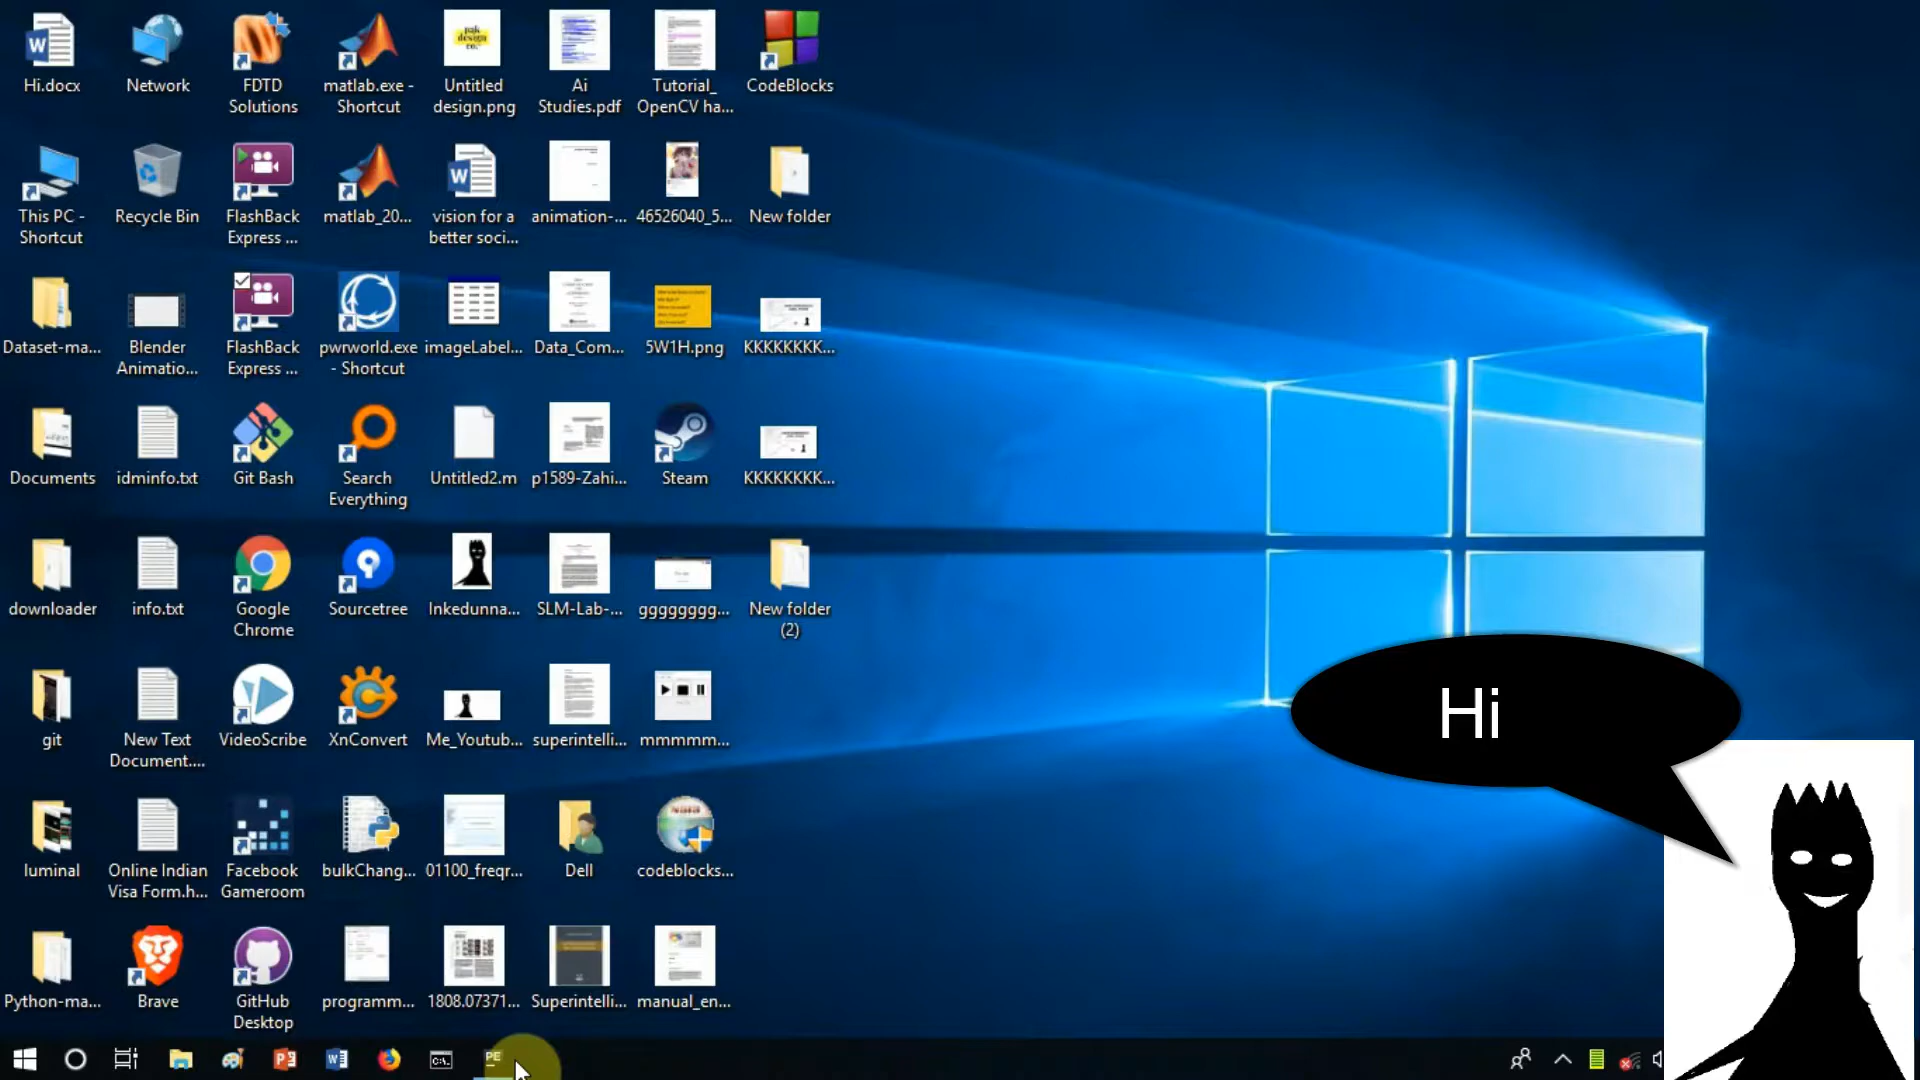 Hi.docx
Network
FDTD
Solutions
matlab.exe -
Shortcut
Untitled
design.png
Ai
Studies.pdf
Tutorial_
OpenCV ha...
CodeBlocks
This PC -
Shortcut
Recycle Bin
FlashBack
Express ...
matlab_20...
vision for a
better soci...
animation-...
46526040_5...
New folder
Dataset-ma...
Blender
Animatio...
FlashBack
Express ...
pwrworld.exe
- Shortcut
imageLabel...
Data_Com...
5W1H.png
KKKKKKKK...
Documents
idminfo.txt
Git Bash
Search
Everything
Untitled2.m
p1589-Zahi...
Steam
KKKKKKKK...
downloader
info.txt
Google
Chrome
Sourcetree
Inkedunna...
SLM-Lab-...
gggggggg...
New folder
(2)
git
New Text
Document....
VideoScribe
XnConvert
Me_Youtub...
superintelli...
mmmmm...
Hi
luminal
Online Indian
Visa Form.h...
Facebook
Gameroom
bulkChang...
01100_freqr...
Dell
codeblocks...
Python-ma...
Brave
GitHub
Desktop
programm...
1808.07371...
Superintelli...
manual_en...
PE